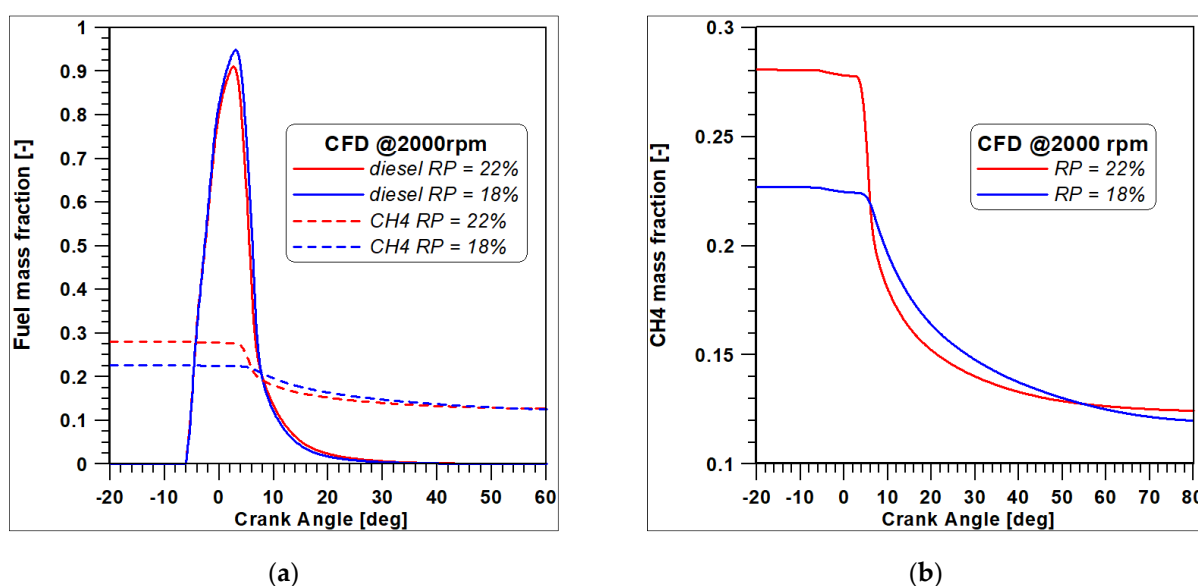 1
0.9
0.8
0.7
0.6
0.5
0.4
0.3
0.2
0.1
0
Fuel mass fraction [-]
CFD @2000rpm
diesel RP = 22%
diesel RP = 18%
CH4 RP = 22%
CH4 RP = 18%
-20 -10 0 10 20 30 40 50 60
Crank Angle [deg]
(a)
0.3
0.25
0.2
0.15
0.1
CH4 mass fraction [-]
CFD @2000 rpm
RP = 22%
RP = 18%
-20 -10 0 10 20 30 40 50 60 70 80
Crank Angle [deg]
(b)